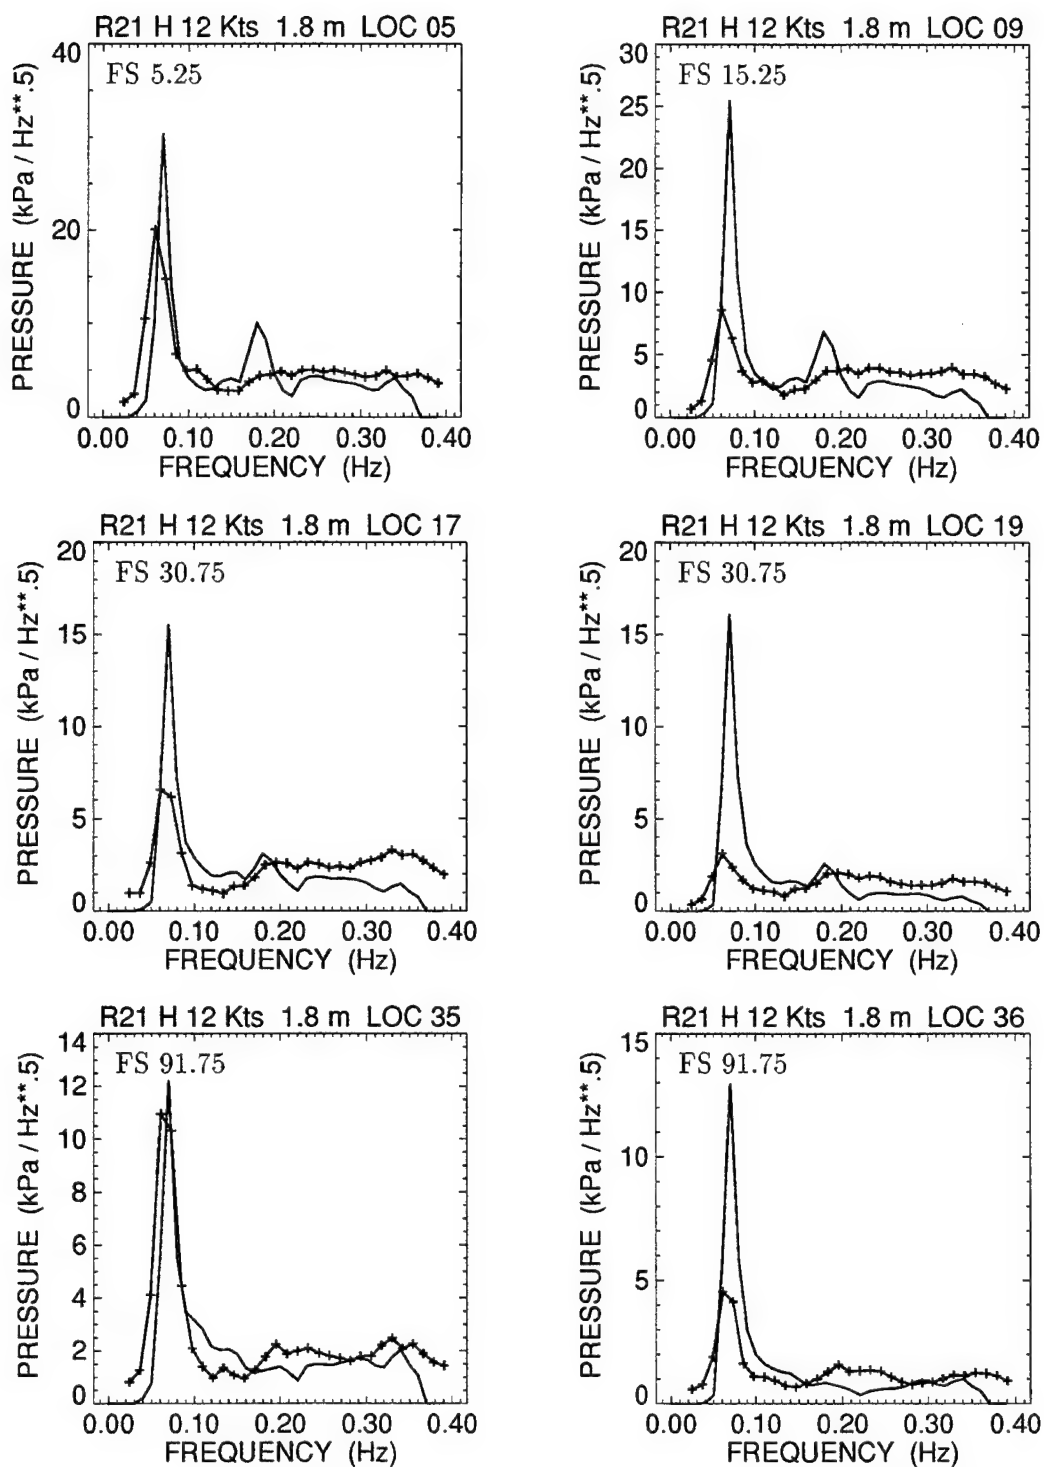 R21 H 12 Kts 1.8 m LOC 05
FS 5.25
PRESSURE (kPa / Hz**.5)
40
20
0
0.00 0.10 0.20 0.30 0.40
FREQUENCY (Hz)
R21 H 12 Kts 1.8 m LOC 09
FS 15.25
PRESSURE (kPa / Hz**.5)
30
25
20
15
10
5
0
0.00 0.10 0.20 0.30 0.40
FREQUENCY (Hz)
R21 H 12 Kts 1.8 m LOC 17
FS 30.75
PRESSURE (kPa / Hz**.5)
20
15
10
5
0
0.00 0.10 0.20 0.30 0.40
FREQUENCY (Hz)
R21 H 12 Kts 1.8 m LOC 19
FS 30.75
PRESSURE (kPa / Hz**.5)
20
15
10
5
0
0.00 0.10 0.20 0.30 0.40
FREQUENCY (Hz)
R21 H 12 Kts 1.8 m LOC 35
FS 91.75
PRESSURE (kPa / Hz**.5)
14
12
10
8
6
4
2
0
0.00 0.10 0.20 0.30 0.40
FREQUENCY (Hz)
R21 H 12 Kts 1.8 m LOC 36
FS 91.75
PRESSURE (kPa / Hz**.5)
15
10
5
0
0.00 0.10 0.20 0.30 0.40
FREQUENCY (Hz)